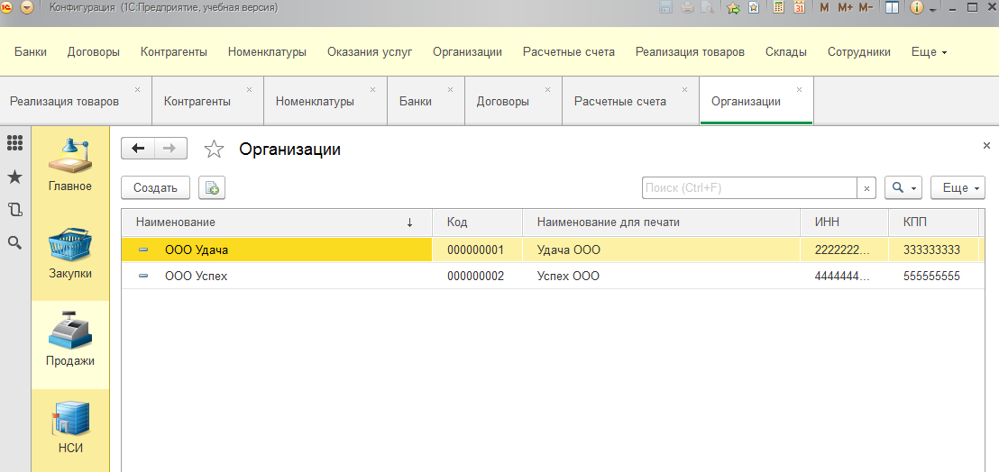 Конфигурация (1С:Предприятие, учебная версия)
M M+ M-
Банки Договоры Контрагенты Номенклатуры Оказания услуг Организации Расчетные счета Реализация товаров Склады Сотрудники Еще
Реализация товаров Контрагенты Номенклатуры Банки Договоры Расчетные счета Организации
Организации
Главное
Создать Поиск (Ctrl+F) Еще
Наименование Код Наименование для печати ИНН КПП
ООО Удача 000000001 Удача ООО 2222222... 333333333
ООО Успех 000000002 Успех ООО 4444444... 555555555
Закупки
Продажи
НСИ